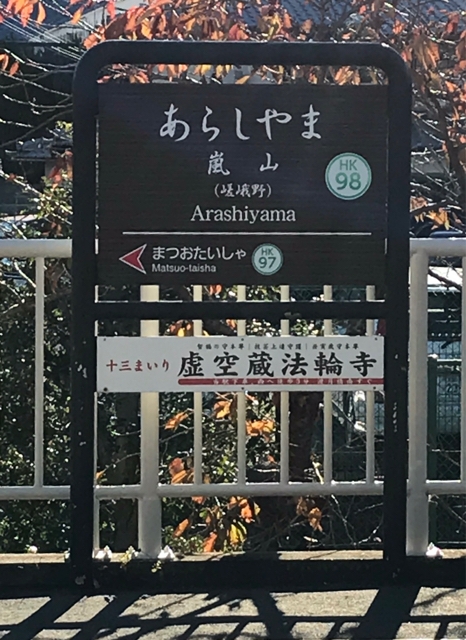 あらしやま
嵐山
(嵯峨野)
HK
98
Arashiyama
まつおたいしゃ
Matsuo-taisha
HK
97
十三まいり 虚空蔵法輪寺